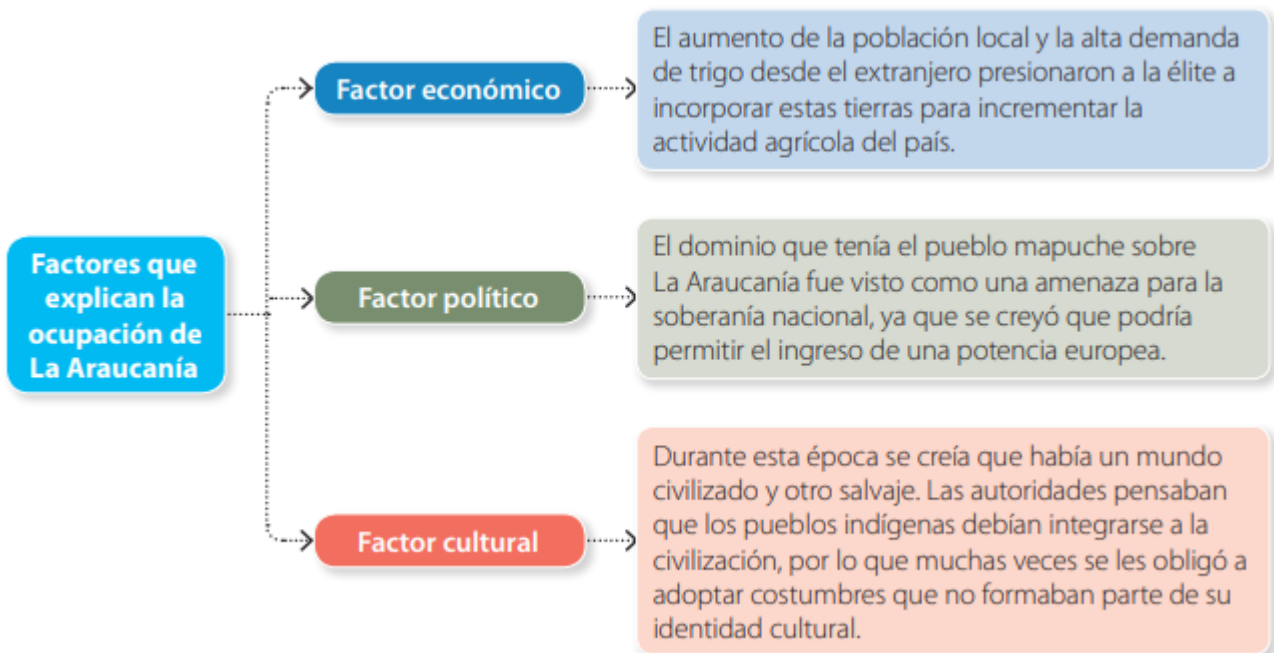 Factores que
explican la
ocupación de
La Araucanía
Factor económico
El aumento de la población local y la alta demanda
de trigo desde el extranjero presionaron a la élite a
incorporar estas tierras para incrementar la
actividad agrícola del país.
Factor político
El dominio que tenía el pueblo mapuche sobre
La Araucanía fue visto como una amenaza para la
soberanía nacional, ya que se creyó que podría
permitir el ingreso de una potencia europea.
Factor cultural
Durante esta época se creía que había un mundo
civilizado y otro salvaje. Las autoridades pensaban
que los pueblos indígenas debían integrarse a la
civilización, por lo que muchas veces se les obligó a
adoptar costumbres que no formaban parte de su
identidad cultural.